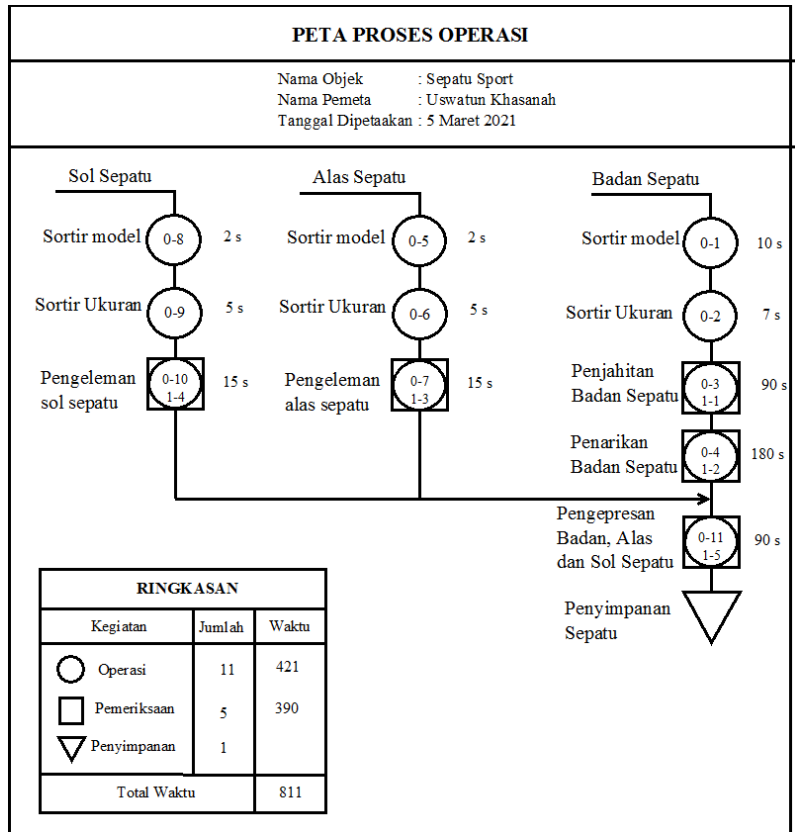 PETA PROSES OPERASI
Nama Objek : Sepatu Sport
Nama Pemeta : Uswatun Khasanah
Tanggal Dipetaakan : 5 Maret 2021
Sol Sepatu
Alas Sepatu
Badan Sepatu
Sortir model
0-8
2 s
Sortir model
0-5
2 s
Sortir model
0-1
10 s
Sortir Ukuran
0-9
5 s
Sortir Ukuran
0-6
5 s
Sortir Ukuran
0-2
7 s
Pengeleman
sol sepatu
0-10
1-4
15 s
Pengeleman
alas sepatu
0-7
1-3
15 s
Penjahitan
Badan Sepatu
0-3
1-1
90 s
Penarikan
Badan Sepatu
0-4
1-2
180 s
Pengepresan
Badan, Alas
dan Sol Sepatu
0-11
1-5
90 s
Penyimpanan
Sepatu
RINGKASAN
Kegiatan Jumlah Waktu
Operasi 11 421
Pemeriksaan 5 390
Penyimpanan 1
Total Waktu 811